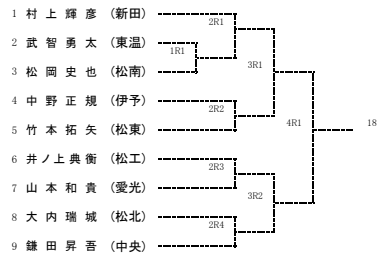 1 村上輝彦 (新田)
2R1
2 武智勇太 (東温)
1R1
3 松岡史也 (松南)
3R1
4 中野正規 (伊予)
2R2
5 竹本拓矢 (松東)
4R1
18
6 井ノ上典衡 (松工)
2R3
7 山本和貴 (愛光)
3R2
8 大内瑞城 (松北)
2R4
9 鎌田昇吾 (中央)